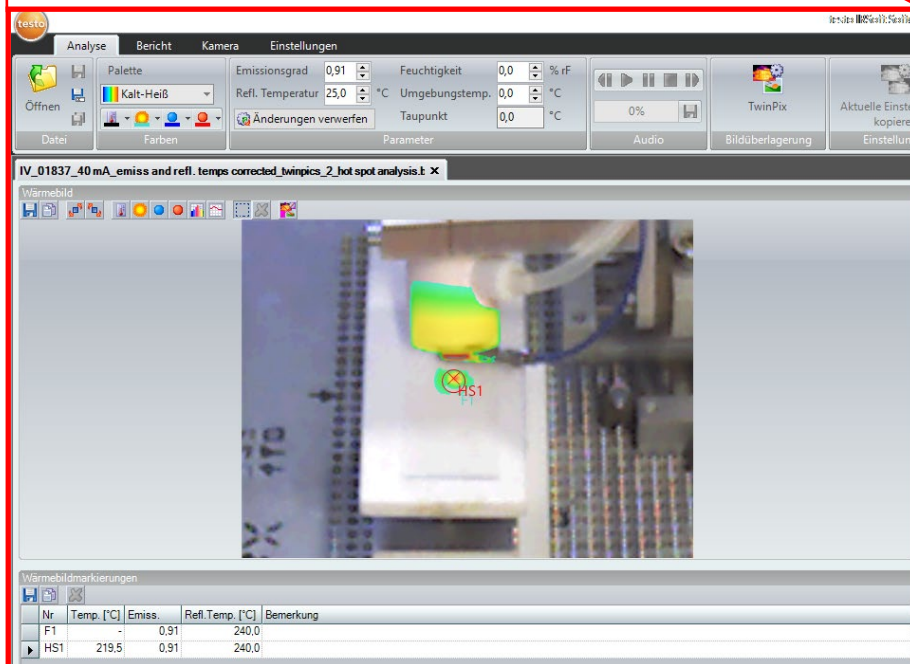 testo
Analyse Bericht Kamera Einstellungen
Palette Emissionsgrad 0,91 Feuchtigkeit 0,0 % rF
Öffnen Kalt-Heiß Refl. Temperatur 25,0 °C Umgebungstemp. 0,0 °C 0% TwinPix Aktuelle Einste
Änderungen verwerfen Taupunkt 0,0 °C kopiere
Datei Farben Parameter Audio Bildüberlagerung Einstellun
IV_01837_40 mA_emiss and refl. temps corrected_twinpics_2_hot spot analysis.t ×
Wärmebild
HS1
F1
Wärmebildmarkierungen
Nr Temp. [°C] Emiss. Refl.Temp. [°C] Bemerkung
F1 - 0,91 240,0
HS1 219,5 0,91 240,0